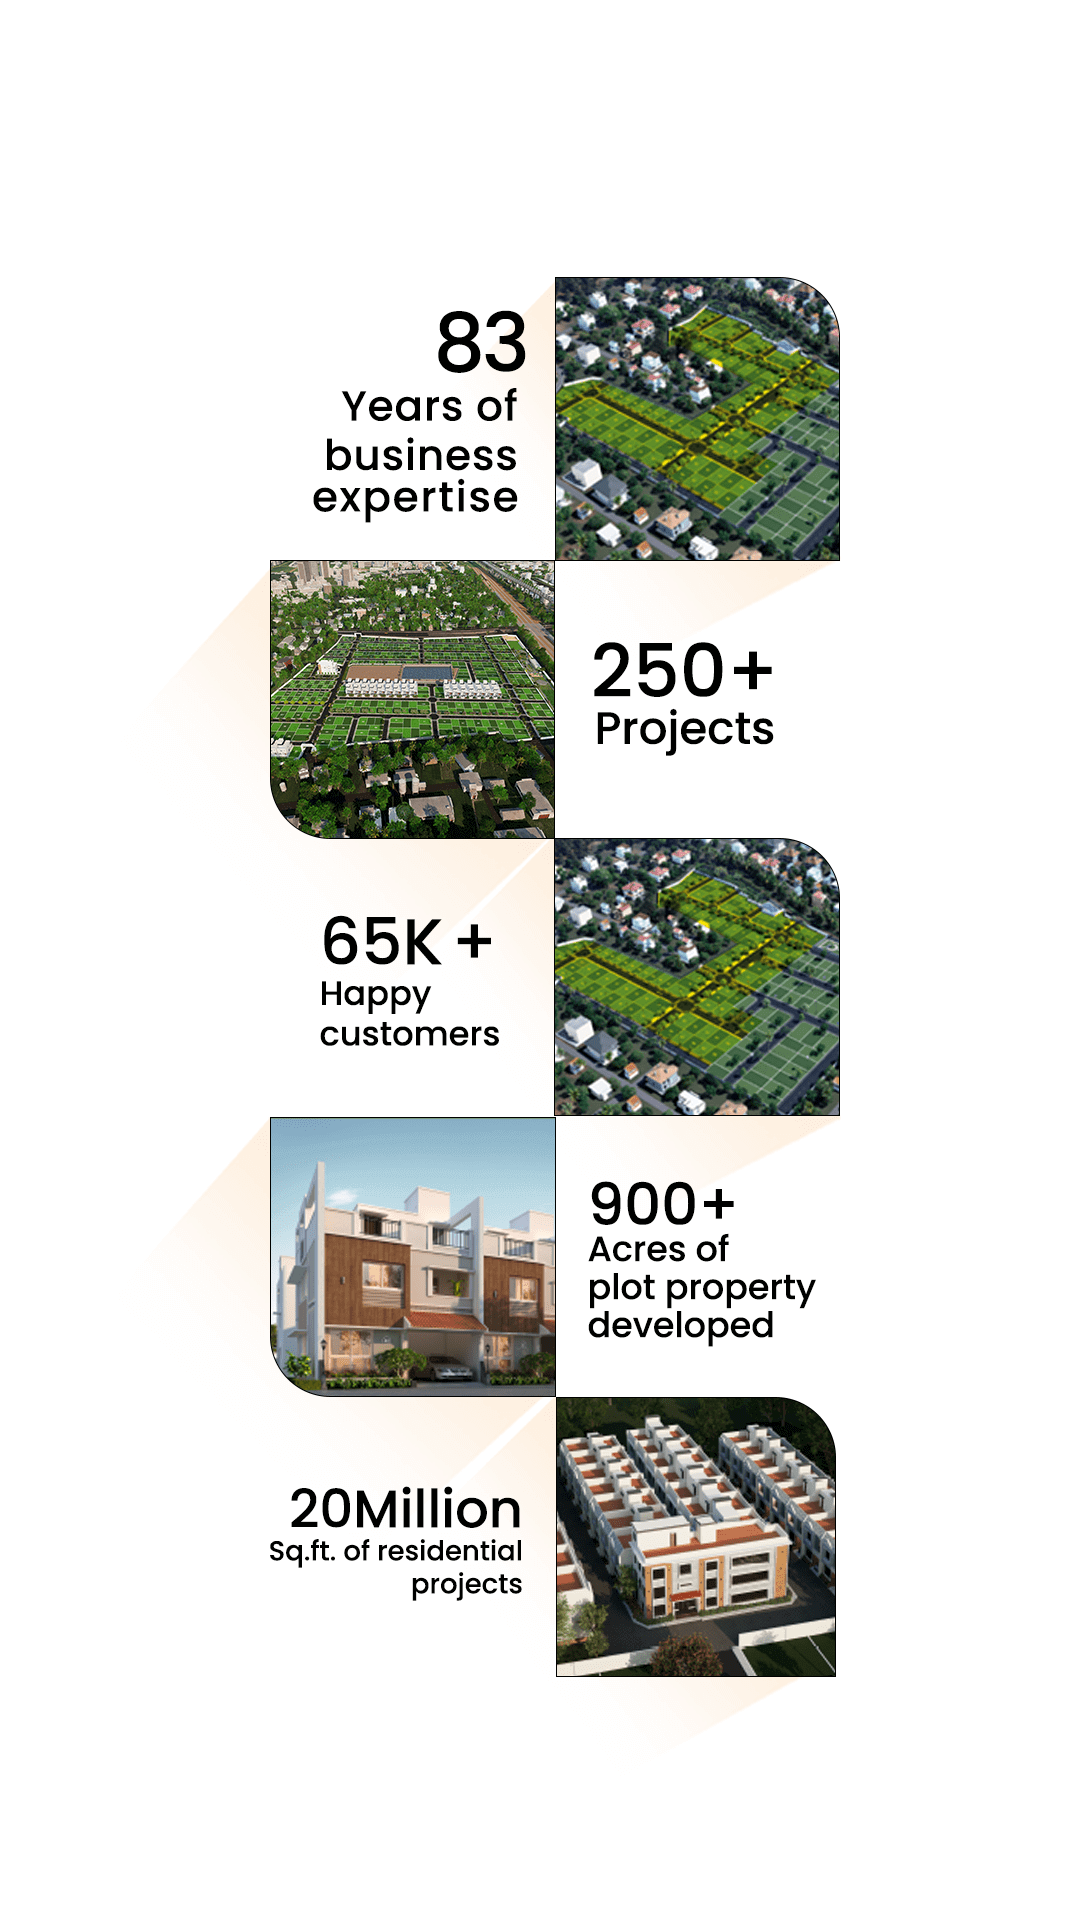 83
Years of
business
expertise
250+
Projects
65K +
Happy
customers
900+
Acres of
plot property
developed
20Million
Sq.ft. of residential
projects